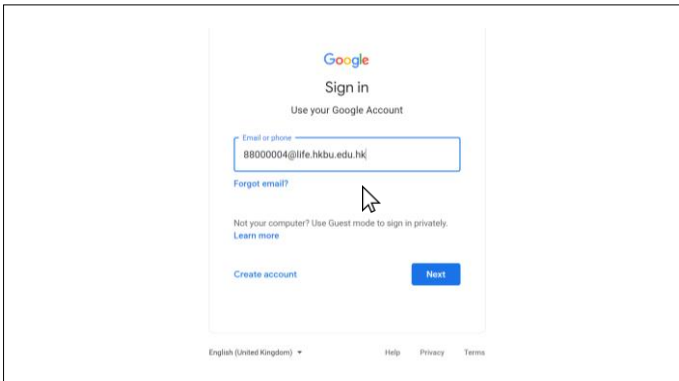 Google
Sign in
Use your Google Account
Email or phone
88000004@life.hkbu.edu.hk
Forgot email?
Not your computer? Use Guest mode to sign in privately.
Learn more
Create account
Next
English (United Kingdom)
Help Privacy Terms